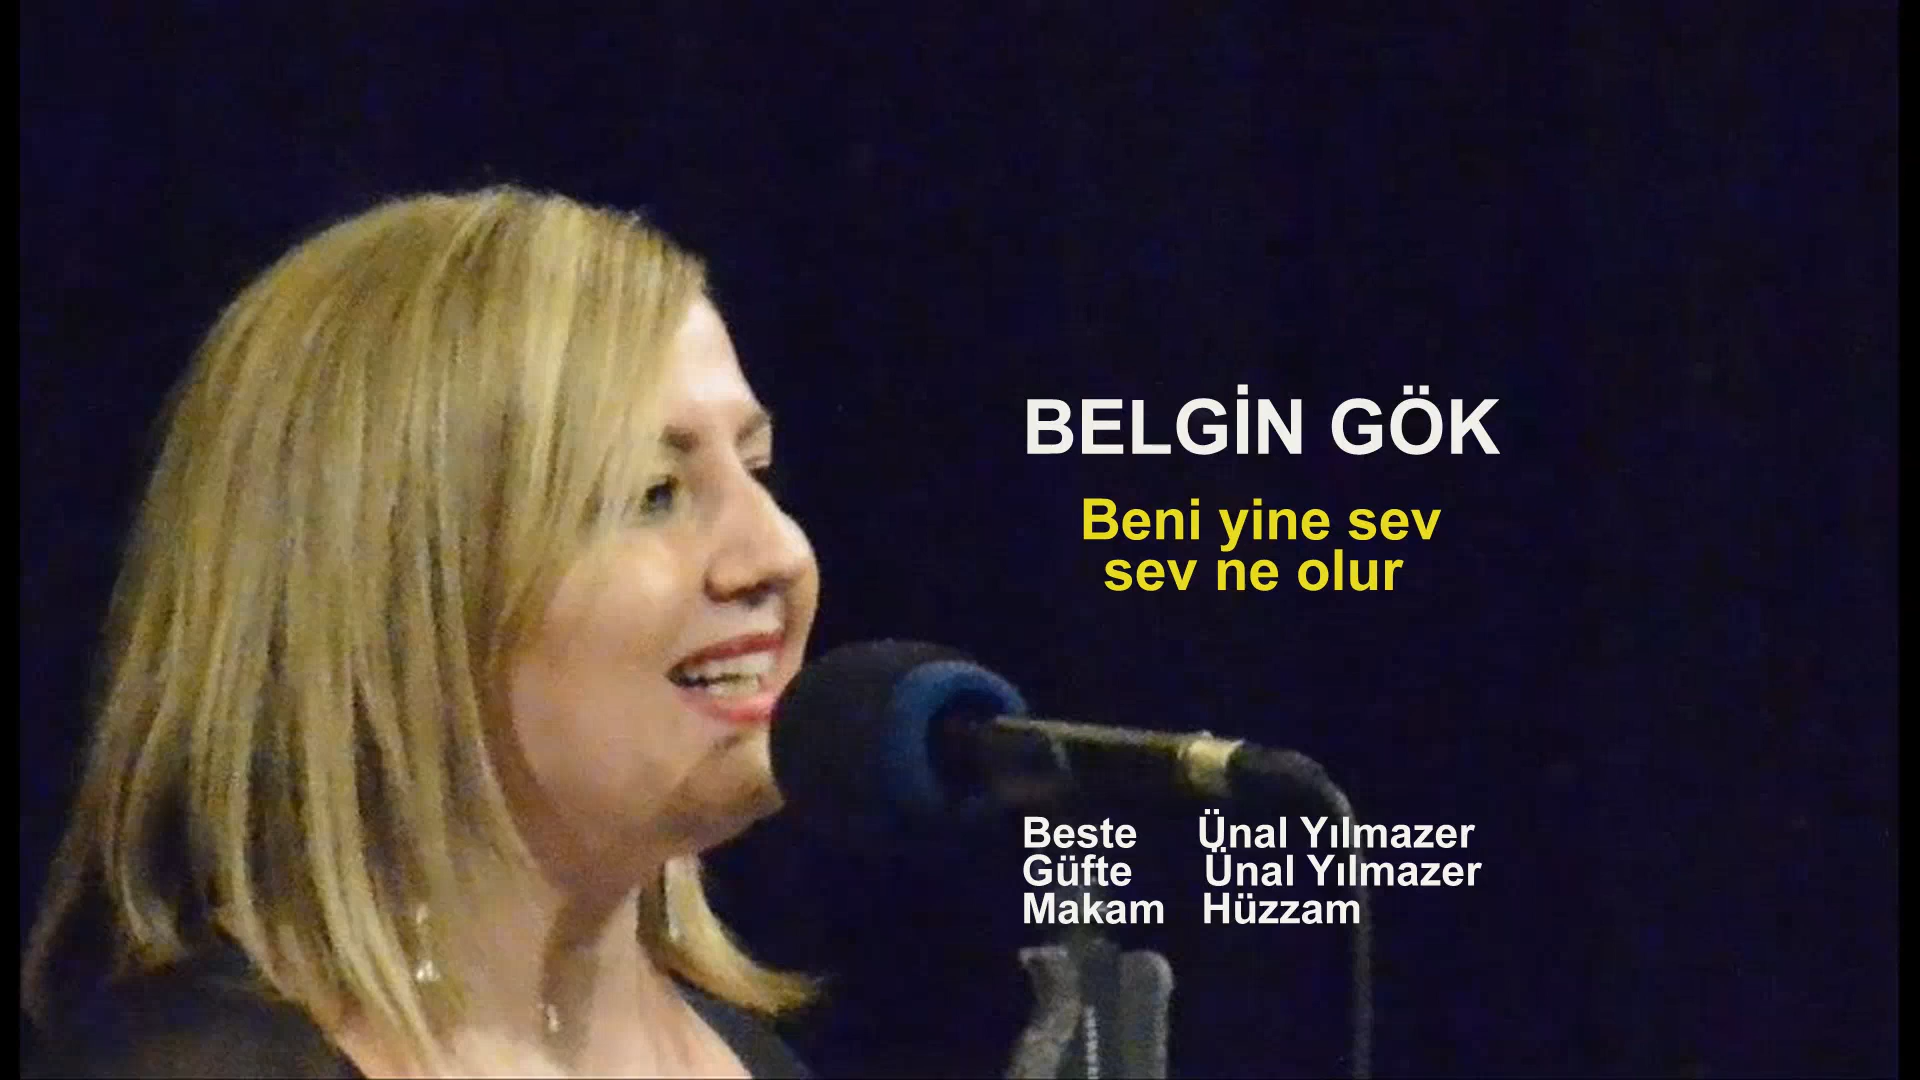 BELGİN GÖK
Beni yine sev
sev ne olur
Beste Ünal Yılmazer
Güfte Ünal Yılmazer
Makam Hüzzam